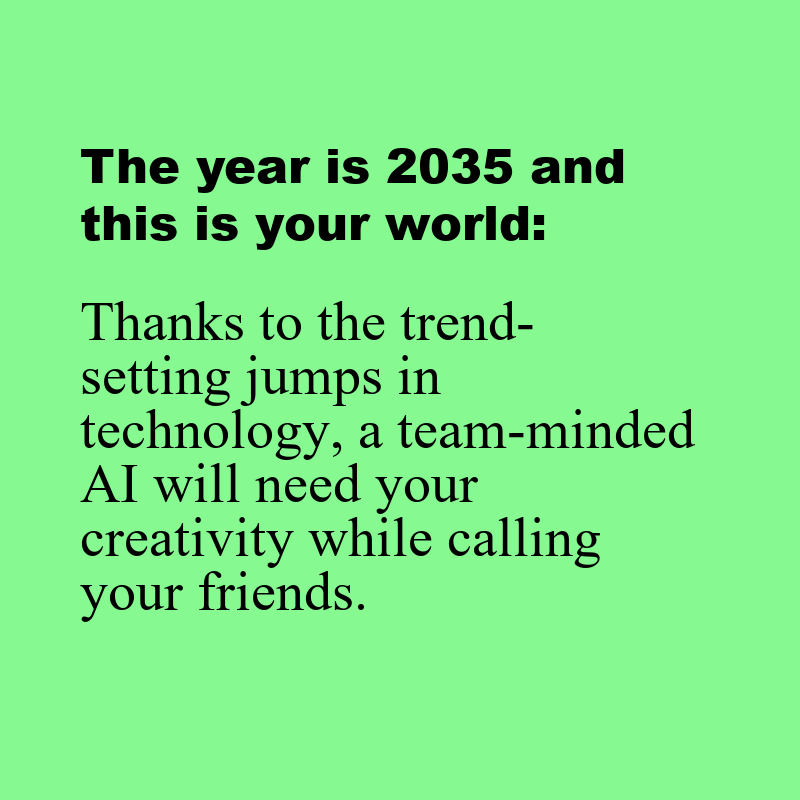 The year is 2035 and
this is your world:
Thanks to the trend-
setting jumps in
technology, a team-minded
AI will need your
creativity while calling
your friends.